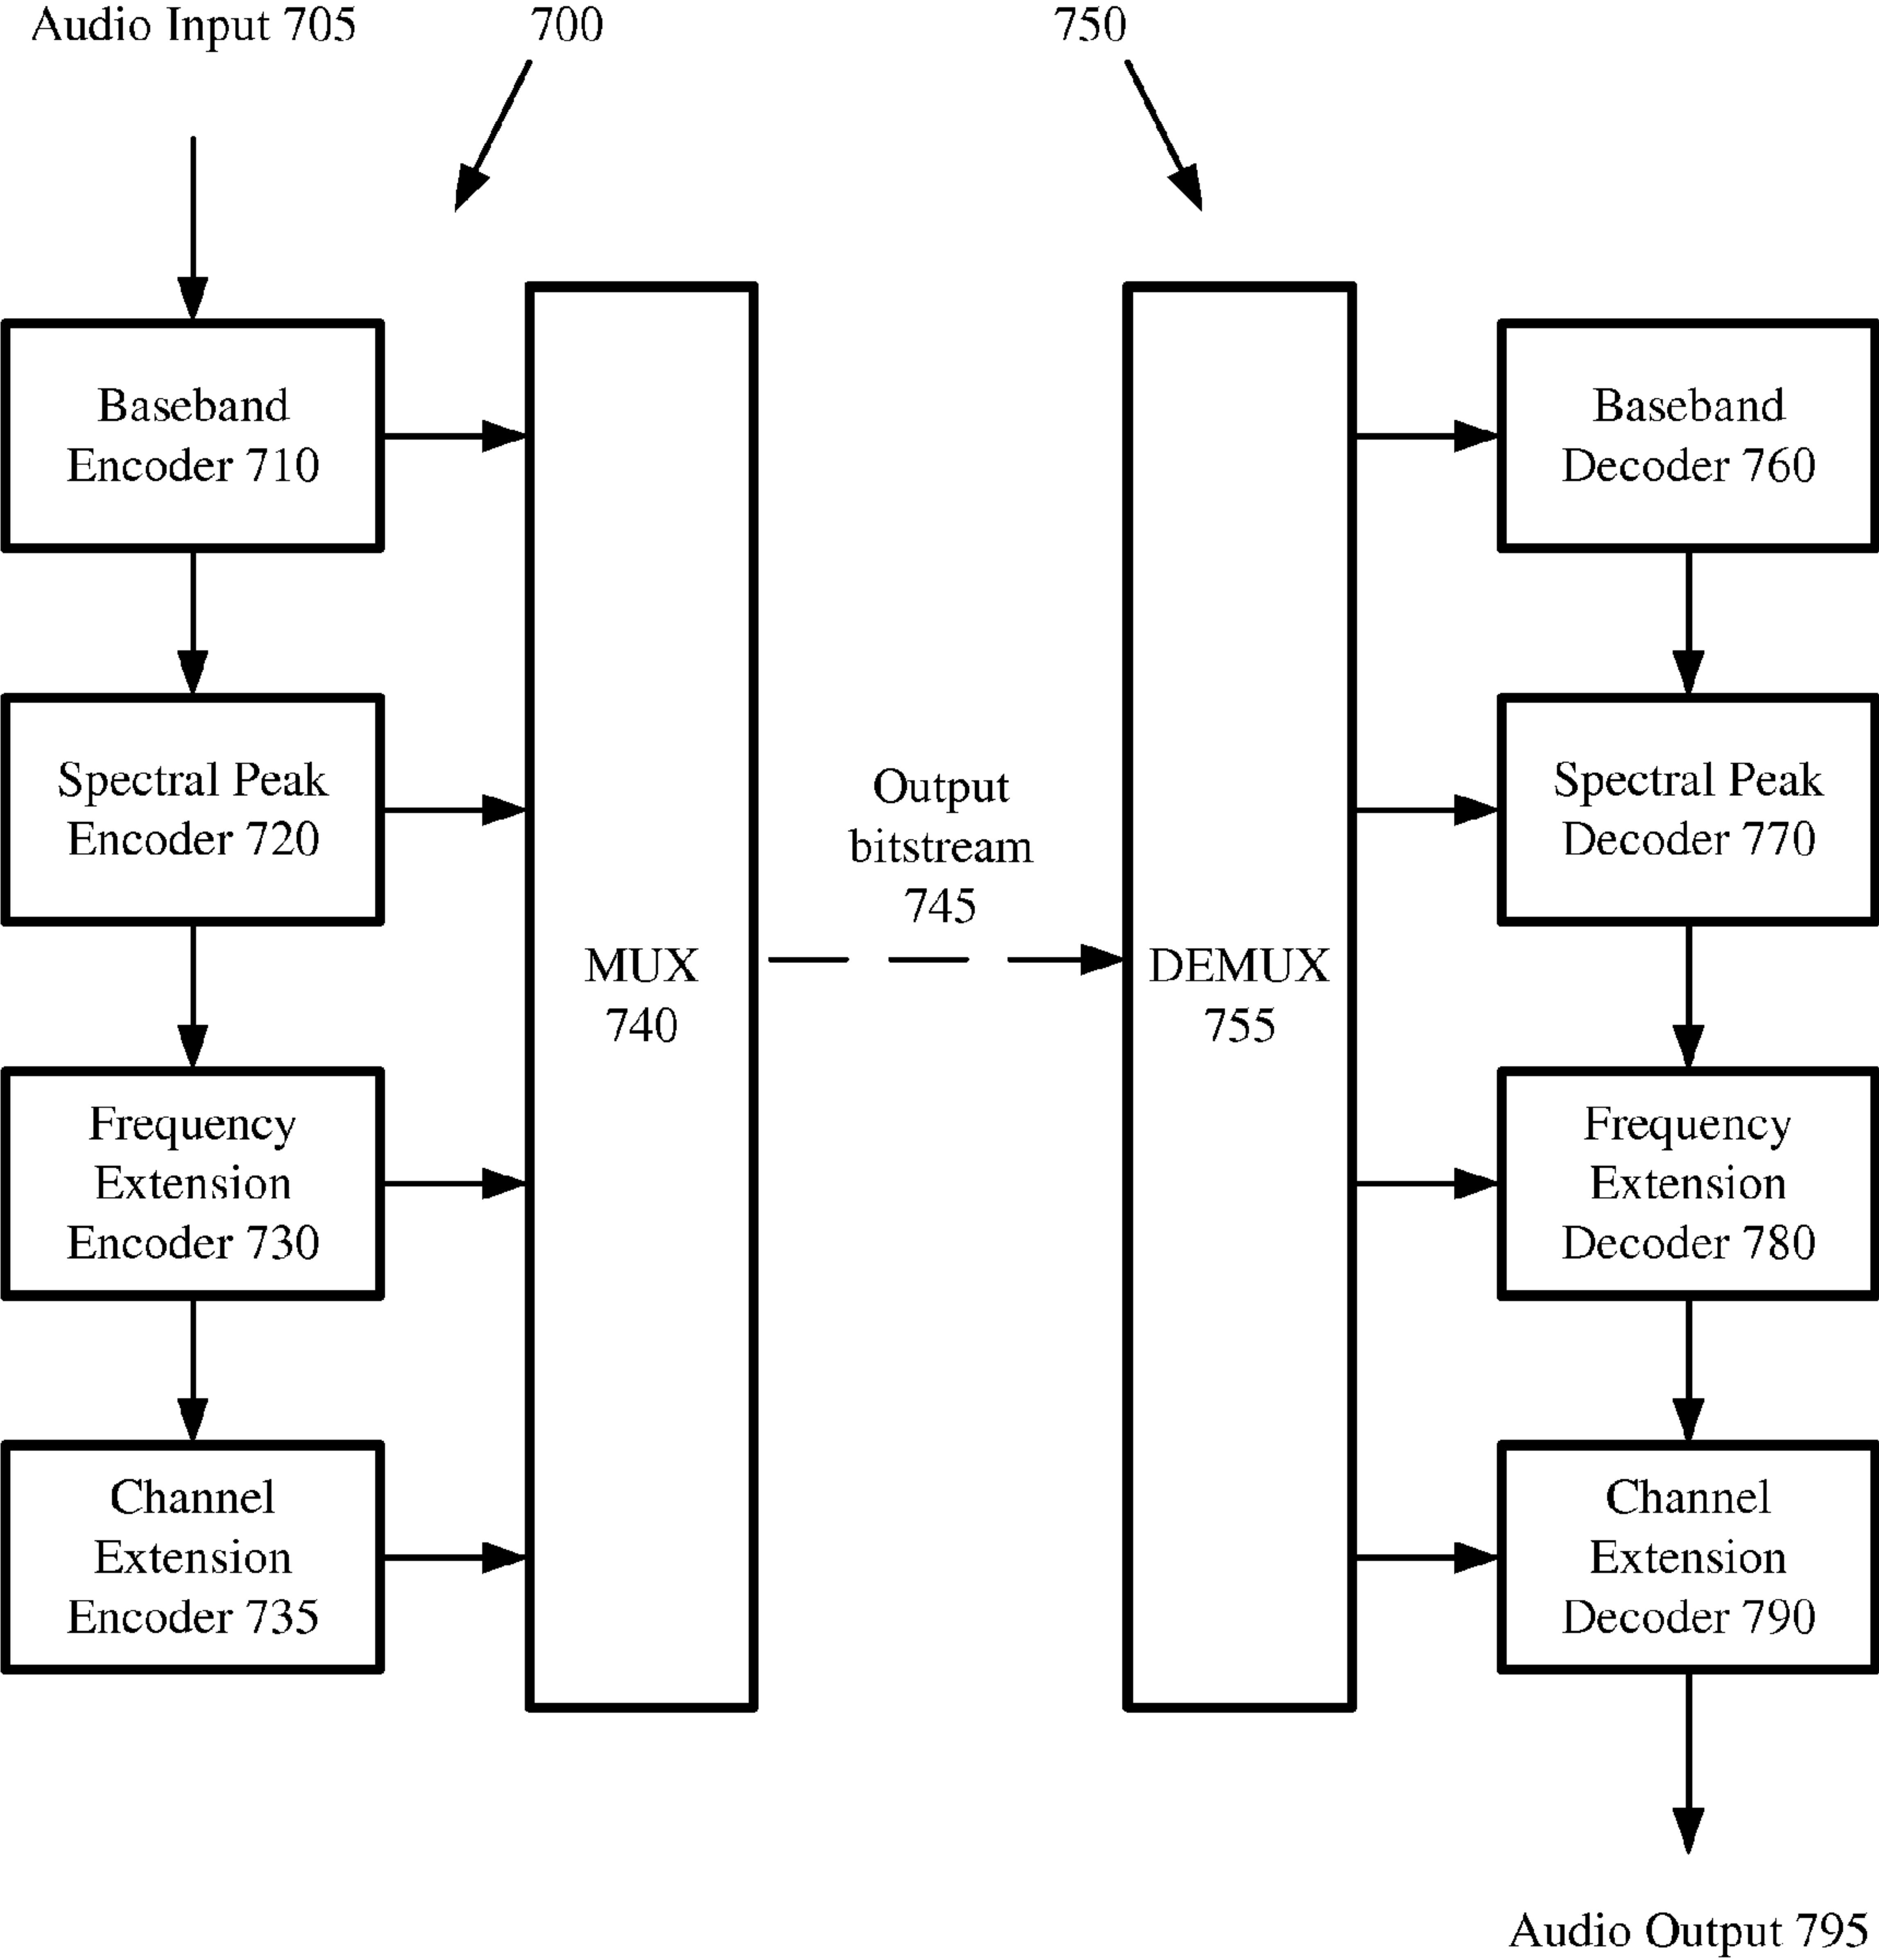 Audio Input 705
700
750
Baseband
Encoder 710
Spectral Peak
Encoder 720
Frequency
Extension
Encoder 730
Channel
Extension
Encoder 735
MUX
740
Output
bitstream
745
DEMUX
755
Baseband
Decoder 760
Spectral Peak
Decoder 770
Frequency
Extension
Decoder 780
Channel
Extension
Decoder 790
Audio Output 795